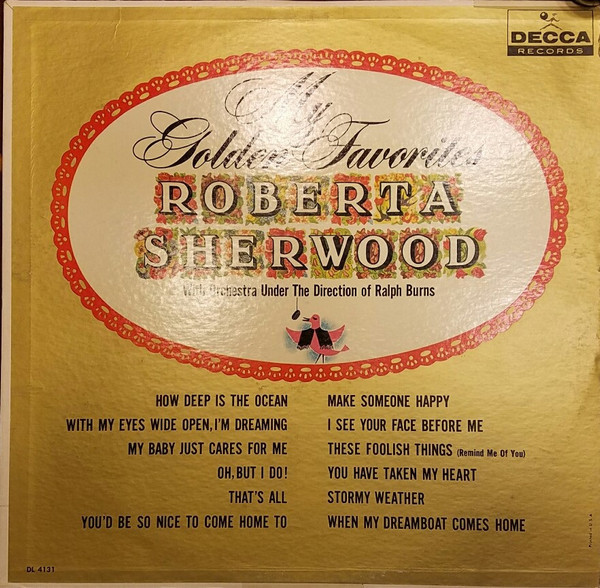 DECCA
RECORDS
My
Golden Favorites
ROBERTA
SHERWOOD
With Orchestra Under The Direction of Ralph Burns
HOW DEEP IS THE OCEAN
WITH MY EYES WIDE OPEN, I'M DREAMING
MY BABY JUST CARES FOR ME
OH, BUT I DO!
THAT'S ALL
YOU'D BE SO NICE TO COME HOME TO
MAKE SOMEONE HAPPY
I SEE YOUR FACE BEFORE ME
THESE FOOLISH THINGS (Remind Me Of You)
YOU HAVE TAKEN MY HEART
STORMY WEATHER
WHEN MY DREAMBOAT COMES HOME
DL 4131
Printed in U.S.A.